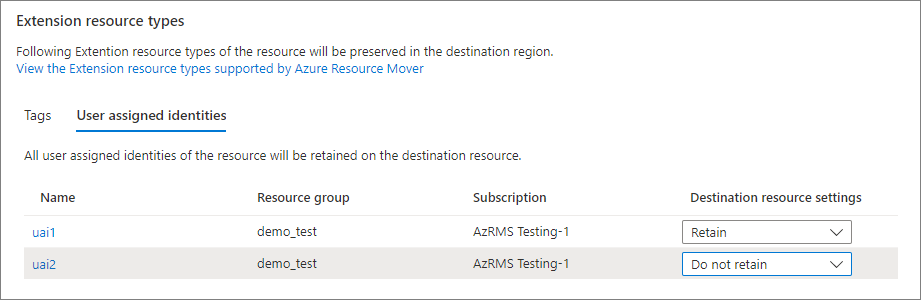 Extension resource types
Following Extention resource types of the resource will be preserved in the destination region.
View the Extension resource types supported by Azure Resource Mover
Tags User assigned identities
All user assigned identities of the resource will be retained on the destination resource.
Name Resource group Subscription Destination resource settings
uai1 demo_test AzRMS Testing-1 Retain
uai2 demo_test AzRMS Testing-1 Do not retain